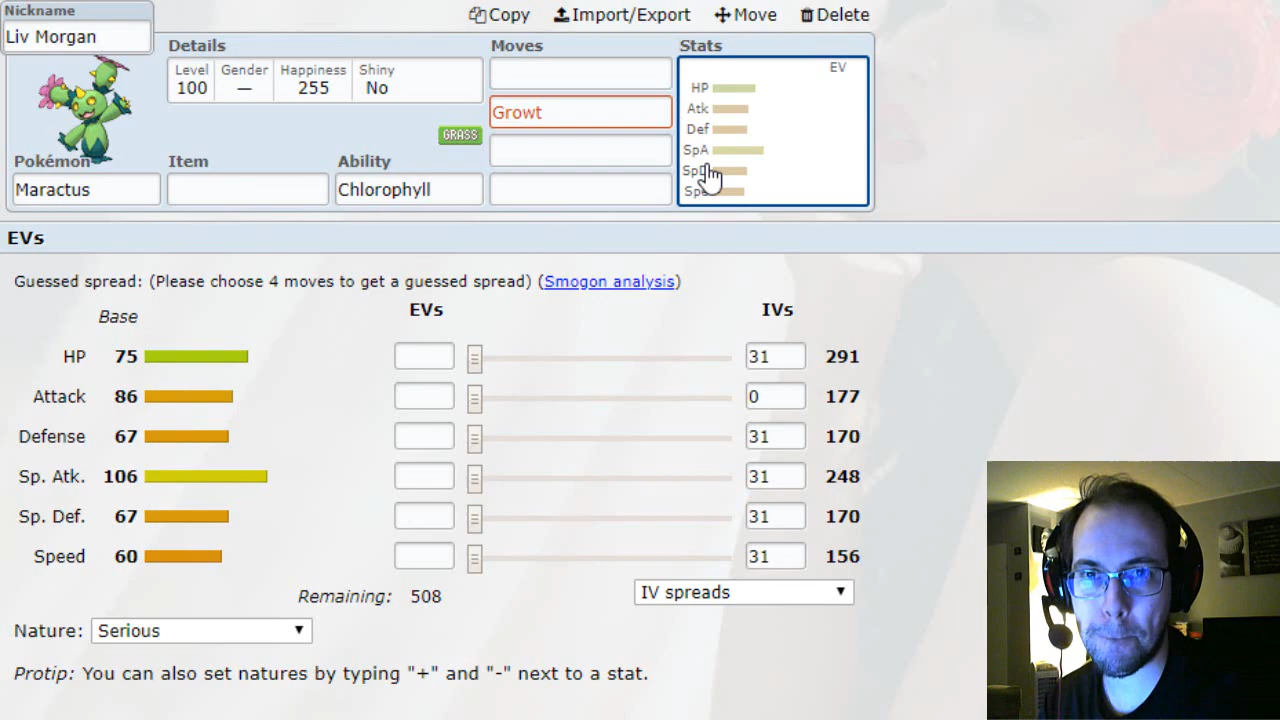 Nickname
Liv Morgan
Copy Import/Export Move Delete
Details
Level Gender Happiness Shiny
100 — 255 No
GRASS
Pokémon Item Ability
Maractus Chlorophyll
Moves
Growt
Stats
EV
HP
Atk
Def
SpA
Spe
EVs
Guessed spread: (Please choose 4 moves to get a guessed spread) (Smogon analysis)
Base EVs IVs
HP 75 31 291
Attack 86 0 177
Defense 67 31 170
Sp. Atk. 106 31 248
Sp. Def. 67 31 170
Speed 60 31 156
Remaining: 508 IV spreads
Nature: Serious
Protip: You can also set natures by typing "+" and "-" next to a stat.